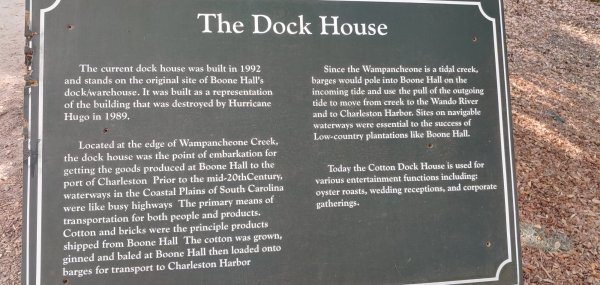 The Dock House
The current dock house was built in 1992
and stands on the original site of Boone Hall's
dock/warehouse. It was built as a representation
of the building that was destroyed by Hurricane
Hugo in 1989.
Located at the edge of Wampancheone Creek,
the dock house was the point of embarkation for
getting the goods produced at Boone Hall to the
port of Charleston Prior to the mid-20thCentury,
waterways in the Coastal Plains of South Carolina
were like busy highways The primary means of
transportation for both people and products.
Cotton and bricks were the principle products
shipped from Boone Hall The cotton was grown,
ginned and baled at Boone Hall then loaded onto
barges for transport to Charleston Harbor
Since the Wampancheone is a tidal creek,
barges would pole into Boone Hall on the
incoming tide and use the pull of the outgoing
tide to move from creek to the Wando River
and to Charleston Harbor. Sites on navigable
waterways were essential to the success of
Low-country plantations like Boone Hall.
Today the Cotton Dock House is used for
various entertainment functions including:
oyster roasts, wedding receptions, and corporate
gatherings.